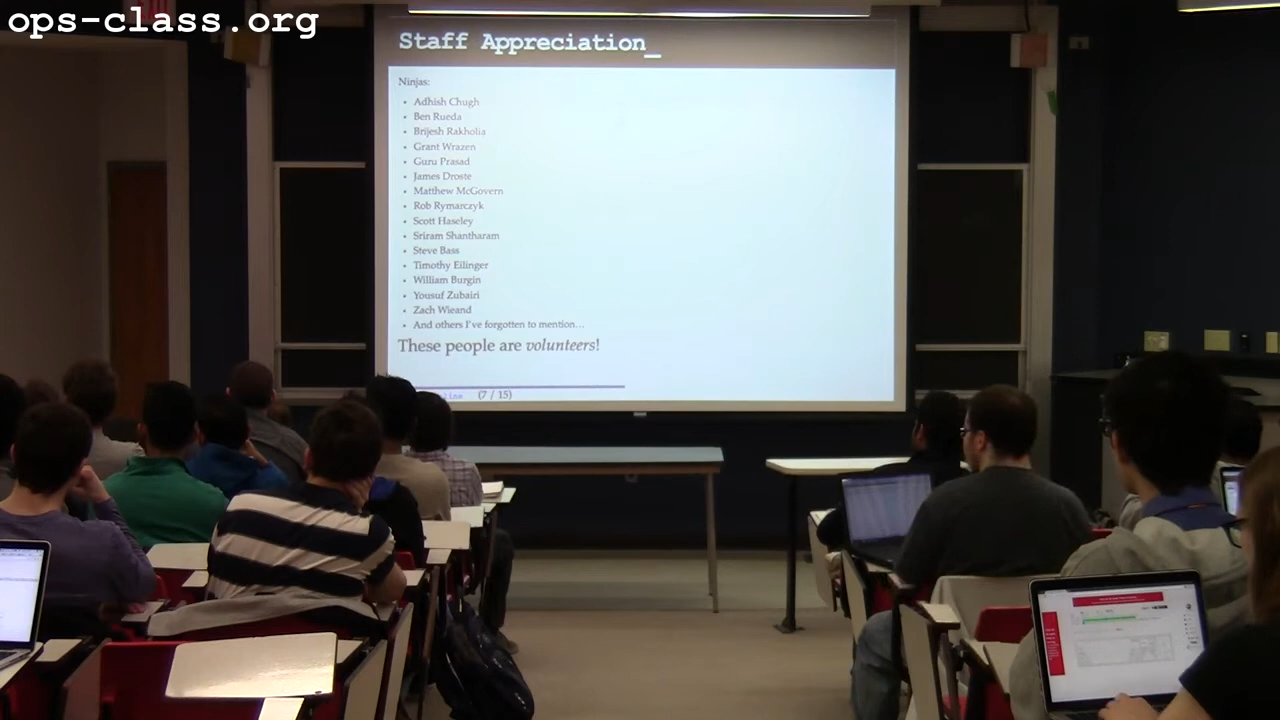 ops-class.org
Staff Appreciation_
Ninjas:
• Adhish Chugh
• Ben Rueda
• Brijesh Rakholia
• Grant Wrazen
• Guru Prasad
• James Droste
• Matthew McGovern
• Rob Rymarczyk
• Scott Haseley
• Sriram Shantharam
• Steve Bass
• Timothy Eilinger
• William Burgin
• Yousuf Zubairi
• Zach Wieand
• And others I've forgotten to mention...
These people are volunteers!
(7 / 15)